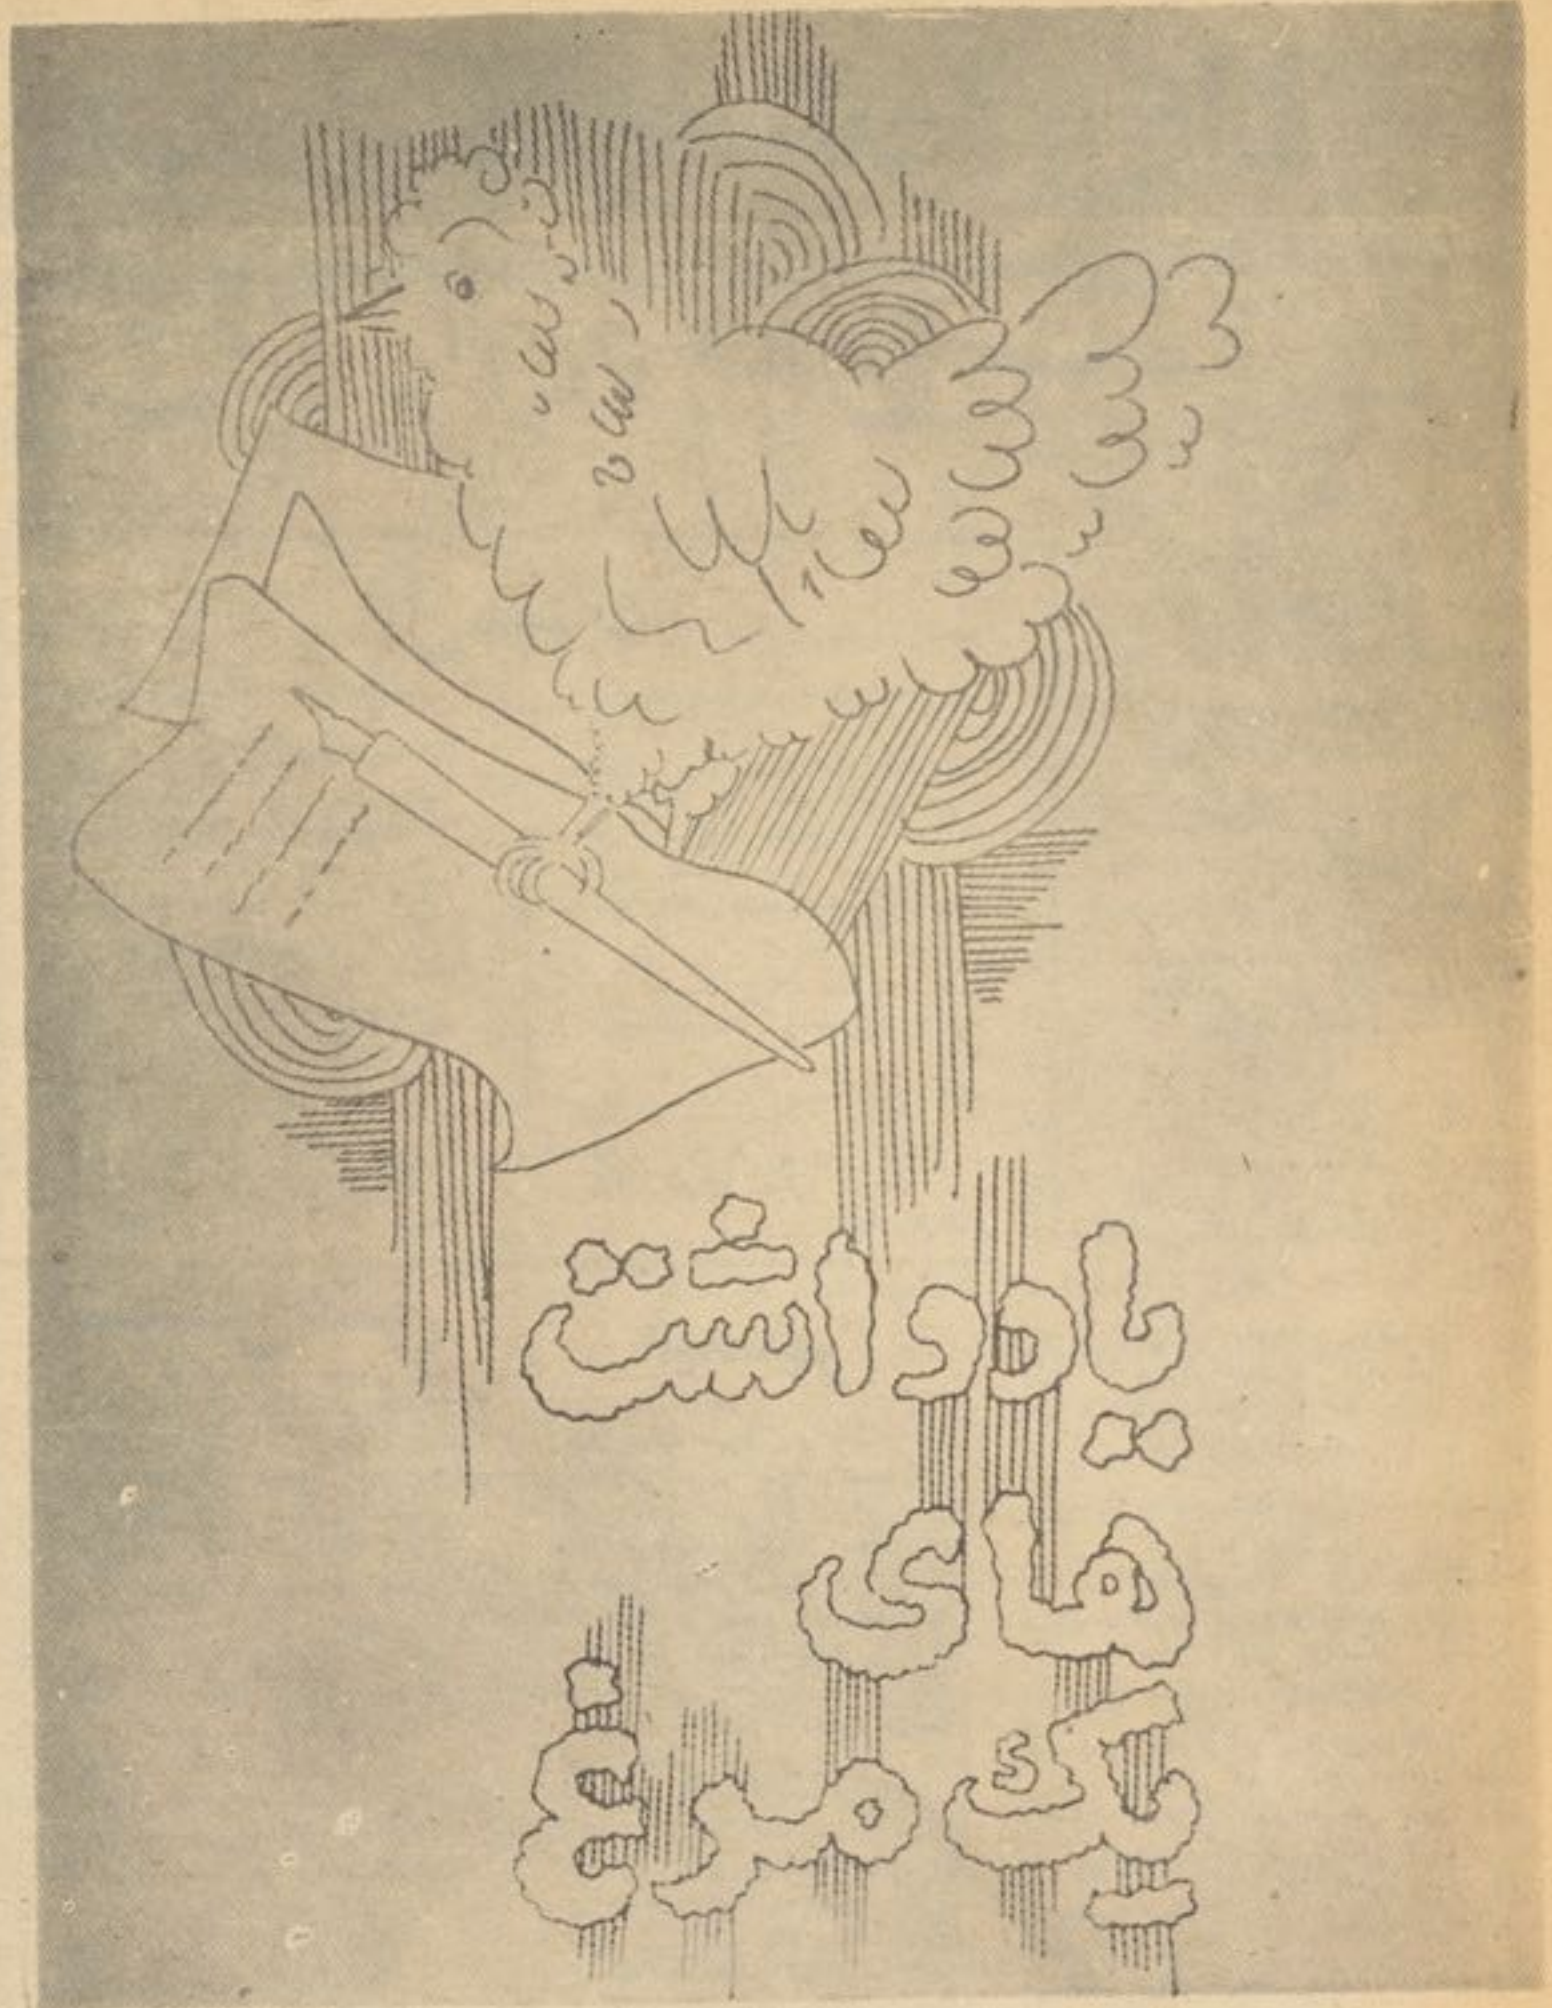 یادداشت
های
یک مرغ